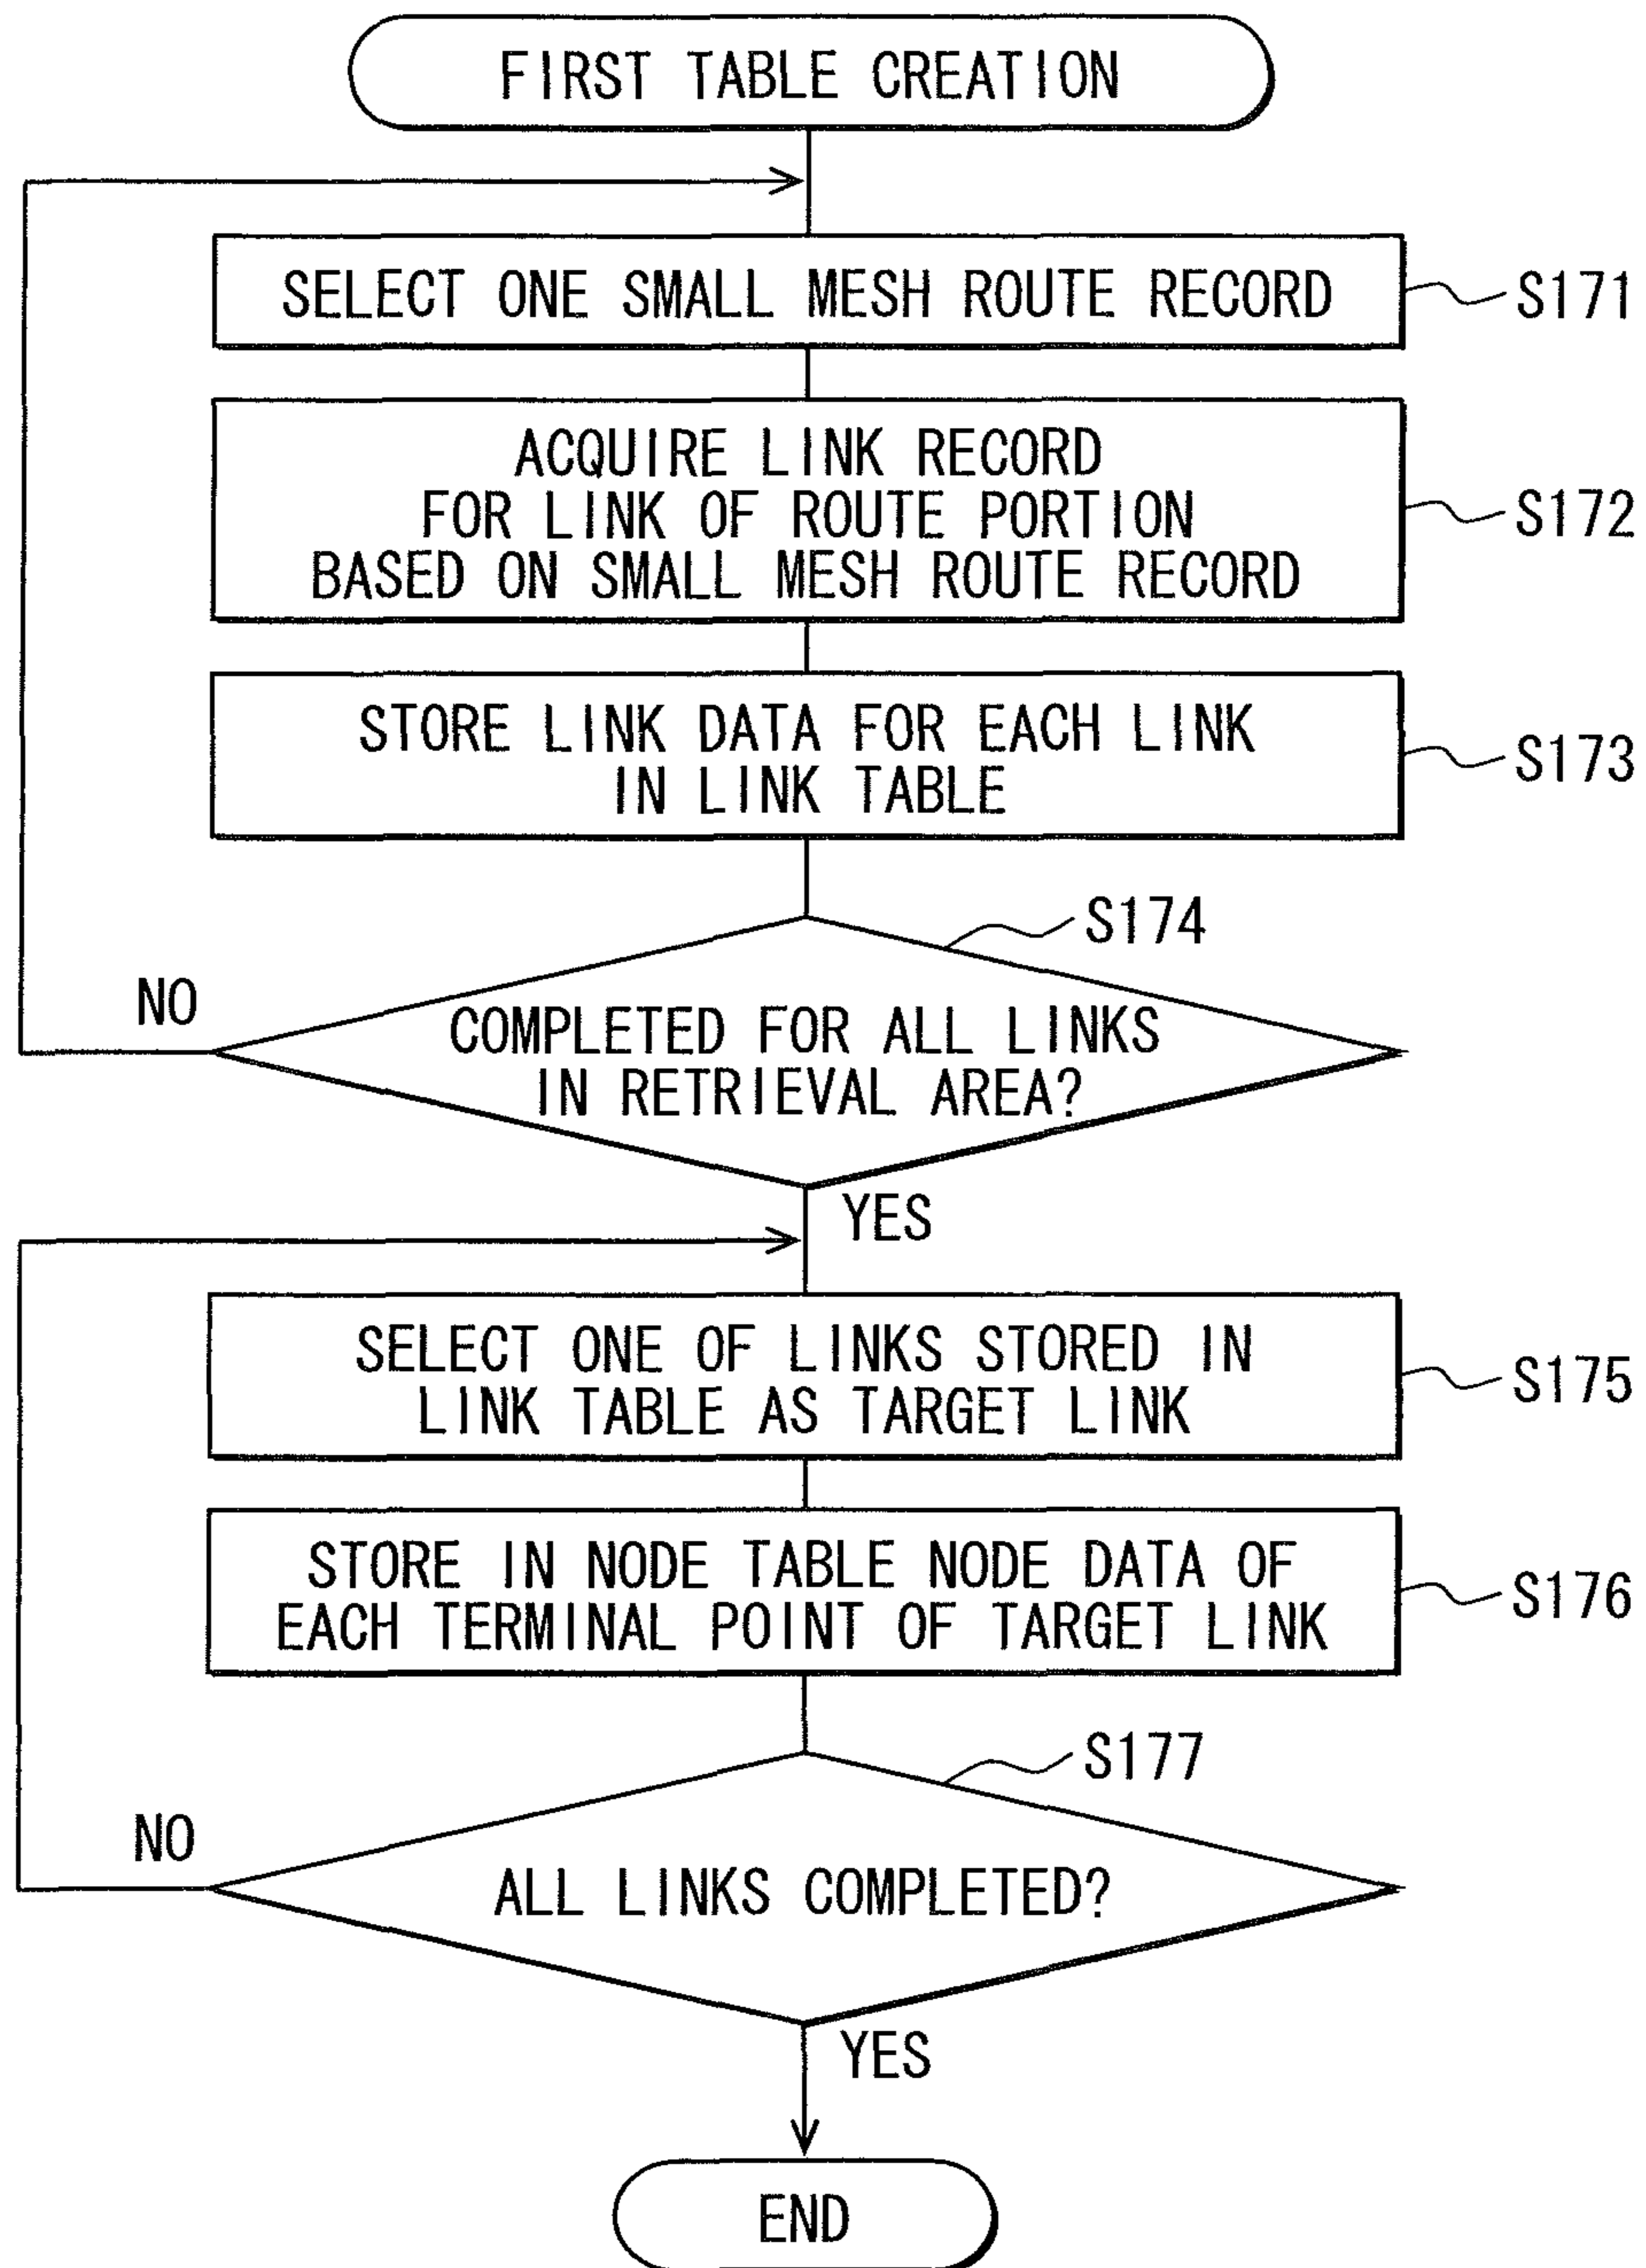 FIRST TABLE CREATION
SELECT ONE SMALL MESH ROUTE RECORD
S171
ACQUIRE LINK RECORD
FOR LINK OF ROUTE PORTION
BASED ON SMALL MESH ROUTE RECORD
S172
STORE LINK DATA FOR EACH LINK
IN LINK TABLE
S173
S174
NO
COMPLETED FOR ALL LINKS
IN RETRIEVAL AREA?
YES
SELECT ONE OF LINKS STORED IN
LINK TABLE AS TARGET LINK
S175
STORE IN NODE TABLE NODE DATA OF
EACH TERMINAL POINT OF TARGET LINK
S176
S177
NO
ALL LINKS COMPLETED?
YES
END